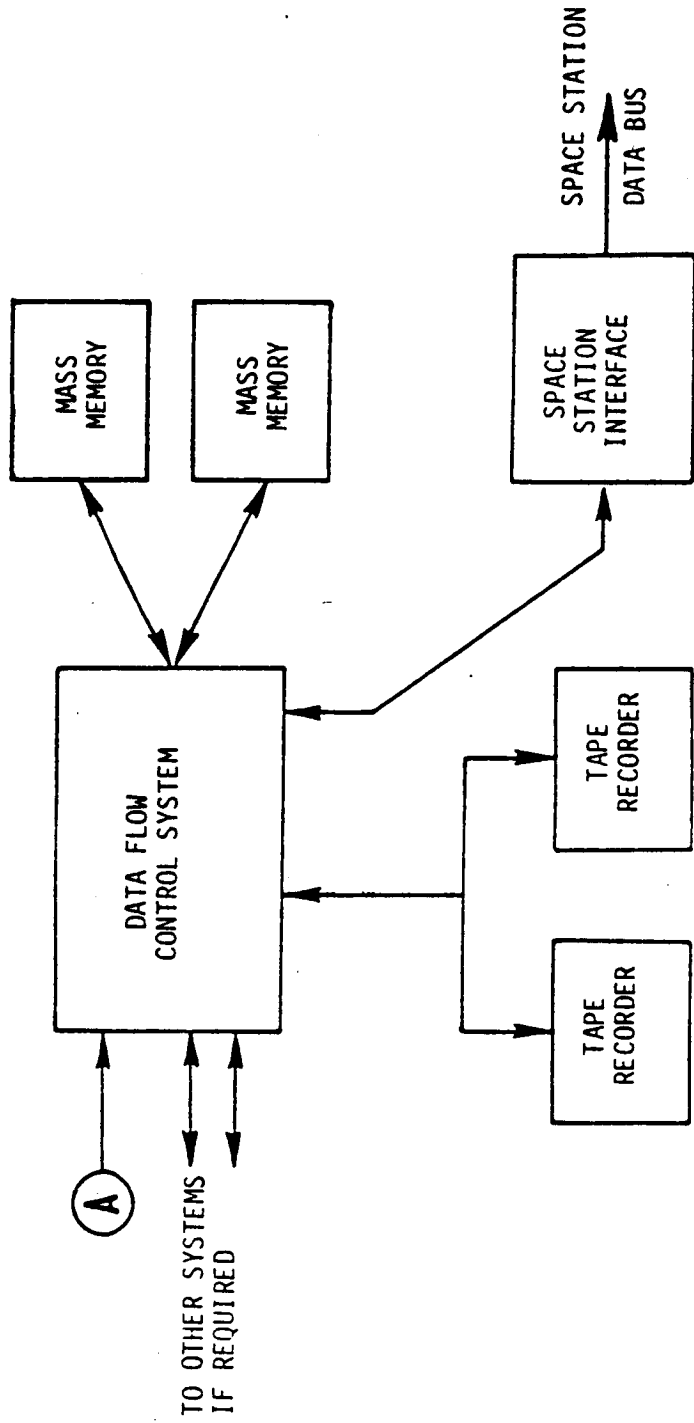 A
TO OTHER SYSTEMS
IF REQUIRED
DATA FLOW
CONTROL SYSTEM
MASS
MEMORY
MASS
MEMORY
TAPE
RECORDER
TAPE
RECORDER
SPACE
STATION
INTERFACE
SPACE STATION
DATA BUS